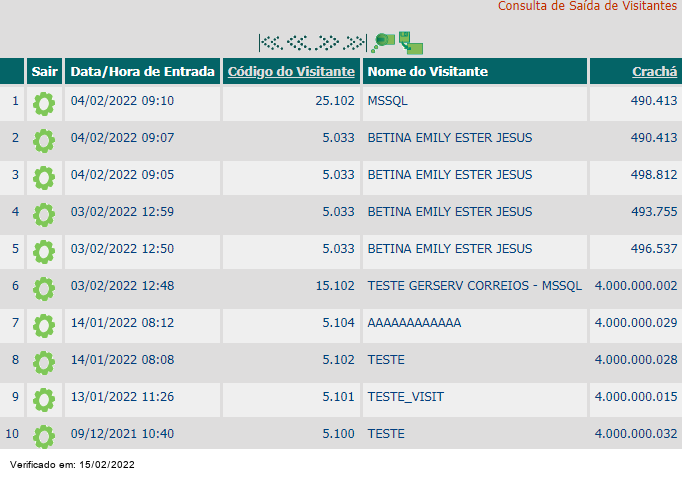 Consulta de Saída de Visitantes
Sair Data/Hora de Entrada Código do Visitante Nome do Visitante Crachá
1 04/02/2022 09:10 25.102 MSSQL 490.413
2 04/02/2022 09:07 5.033 BETINA EMILY ESTER JESUS 490.413
3 04/02/2022 09:05 5.033 BETINA EMILY ESTER JESUS 498.812
4 03/02/2022 12:59 5.033 BETINA EMILY ESTER JESUS 493.755
5 03/02/2022 12:50 5.033 BETINA EMILY ESTER JESUS 496.537
6 03/02/2022 12:48 15.102 TESTE GERSERV CORREIOS - MSSQL 4.000.000.002
7 14/01/2022 08:12 5.104 AAAAAAAAAAAA 4.000.000.029
8 14/01/2022 08:08 5.102 TESTE 4.000.000.028
9 13/01/2022 11:26 5.101 TESTE_VISIT 4.000.000.015
10 09/12/2021 10:40 5.100 TESTE 4.000.000.032
Verificado em: 15/02/2022